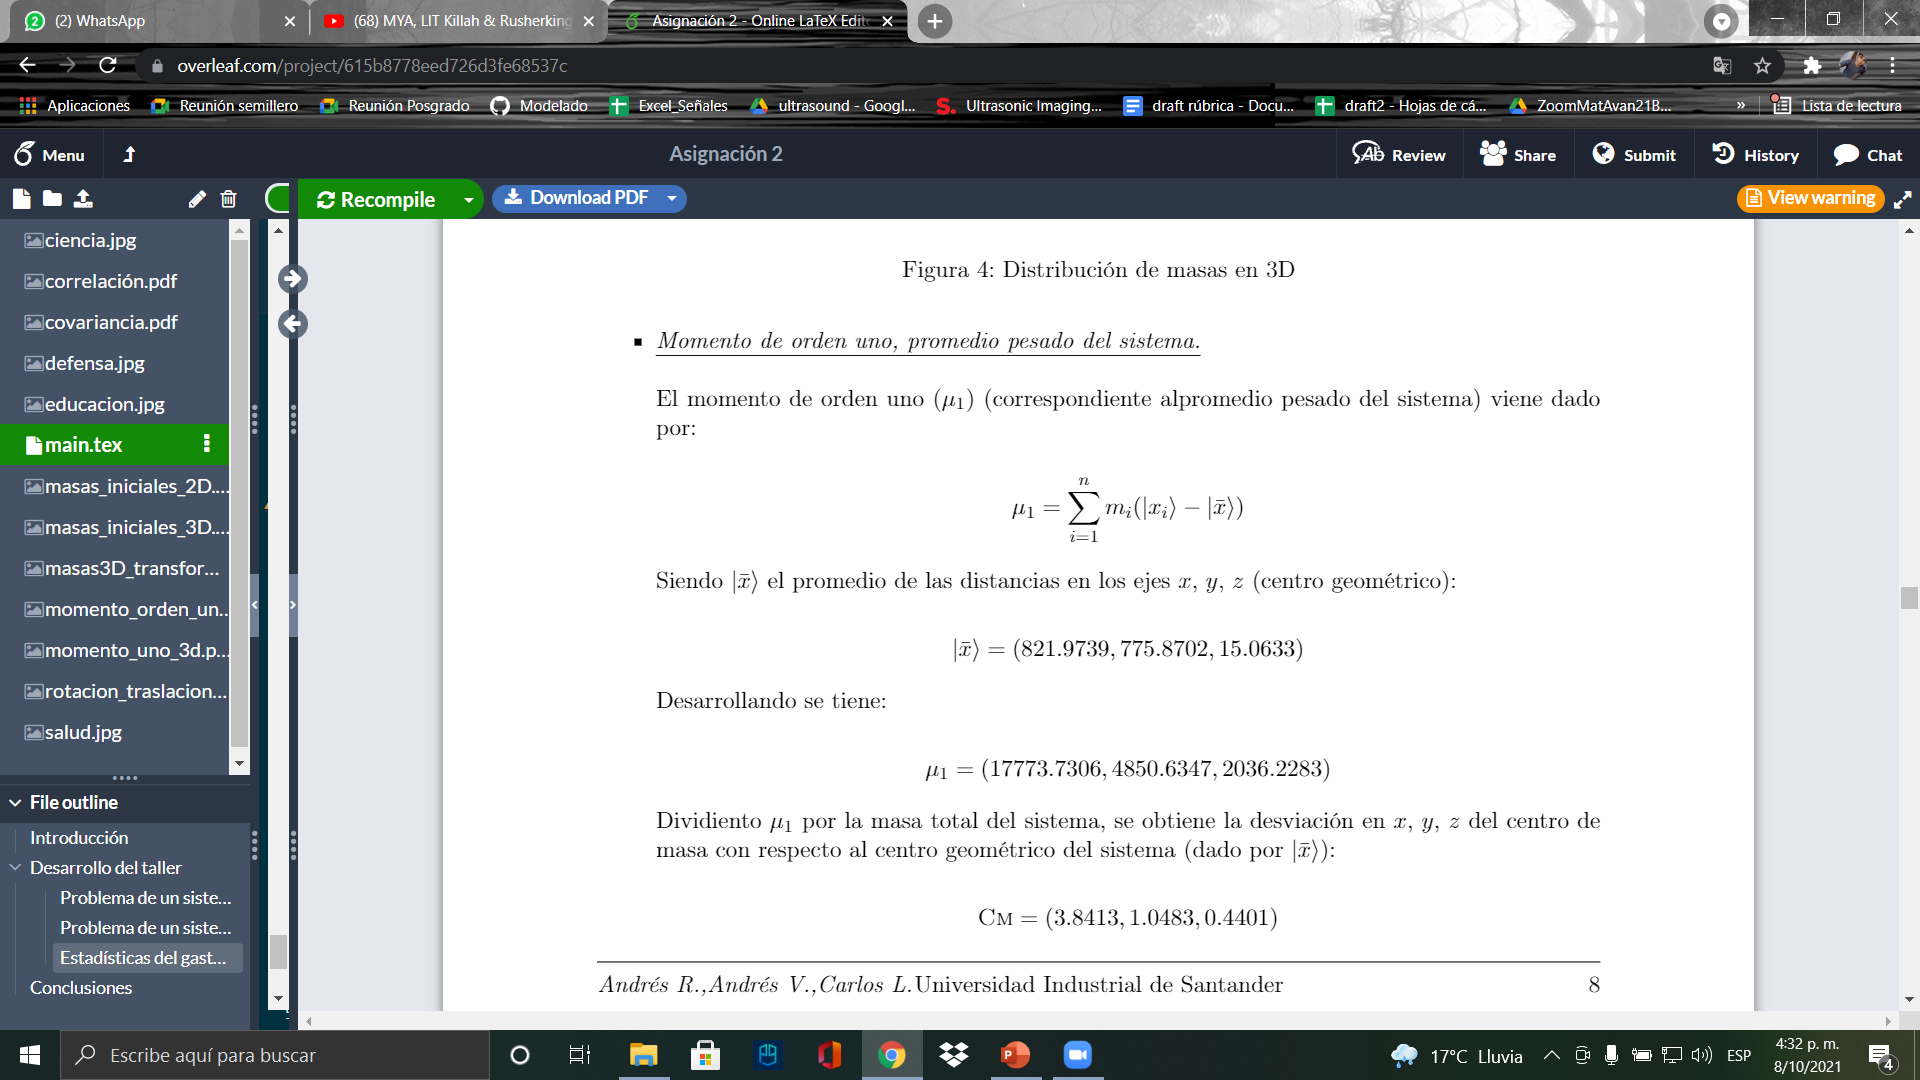 (2) WhatsApp
(68) MYA, LIT Killah & Rusherking
Asignación 2 - Online LaTeX Edit
overleaf.com/project/615b8778eed726d3fe68537c
Aplicaciones
Reunión semillero
Reunión Posgrado
Modelado
Excel_Señales
ultrasound - Googl...
Ultrasonic Imaging...
draft rúbrica - Docu...
draft2 - Hojas de cá...
ZoomMatAvan21B...
»
Lista de lectura
Menu
Asignación 2
Review
Share
Submit
History
Chat
Recompile
Download PDF
View warning
ciencia.jpg
correlación.pdf
covariancia.pdf
defensa.jpg
educacion.jpg
main.tex
masas_iniciales_2D....
masas_iniciales_3D....
masas3D_transfor...
momento_orden_un...
momento_uno_3d.p...
rotacion_traslacion...
salud.jpg
File outline
Introducción
Desarrollo del taller
Problema de un siste...
Problema de un siste...
Estadísticas del gast...
Conclusiones
Figura 4: Distribución de masas en 3D
▪ Momento de orden uno, promedio pesado del sistema.
El momento de orden uno (μ₁) (correspondiente alpromedio pesado del sistema) viene dado
por:
μ₁ = ∑ⁿᵢ₌₁ mᵢ(|xᵢ⟩ − |x̄⟩)
Siendo |x̄⟩ el promedio de las distancias en los ejes x, y, z (centro geométrico):
|x̄⟩ = (821.9739, 775.8702, 15.0633)
Desarrollando se tiene:
μ₁ = (17773.7306, 4850.6347, 2036.2283)
Dividiento μ₁ por la masa total del sistema, se obtiene la desviación en x, y, z del centro de
masa con respecto al centro geométrico del sistema (dado por |x̄⟩):
Cm = (3.8413, 1.0483, 0.4401)
Andrés R.,Andrés V.,Carlos L.Universidad Industrial de Santander 8
Escribe aquí para buscar
17°C Lluvia
ESP
4:32 p. m.
8/10/2021
4